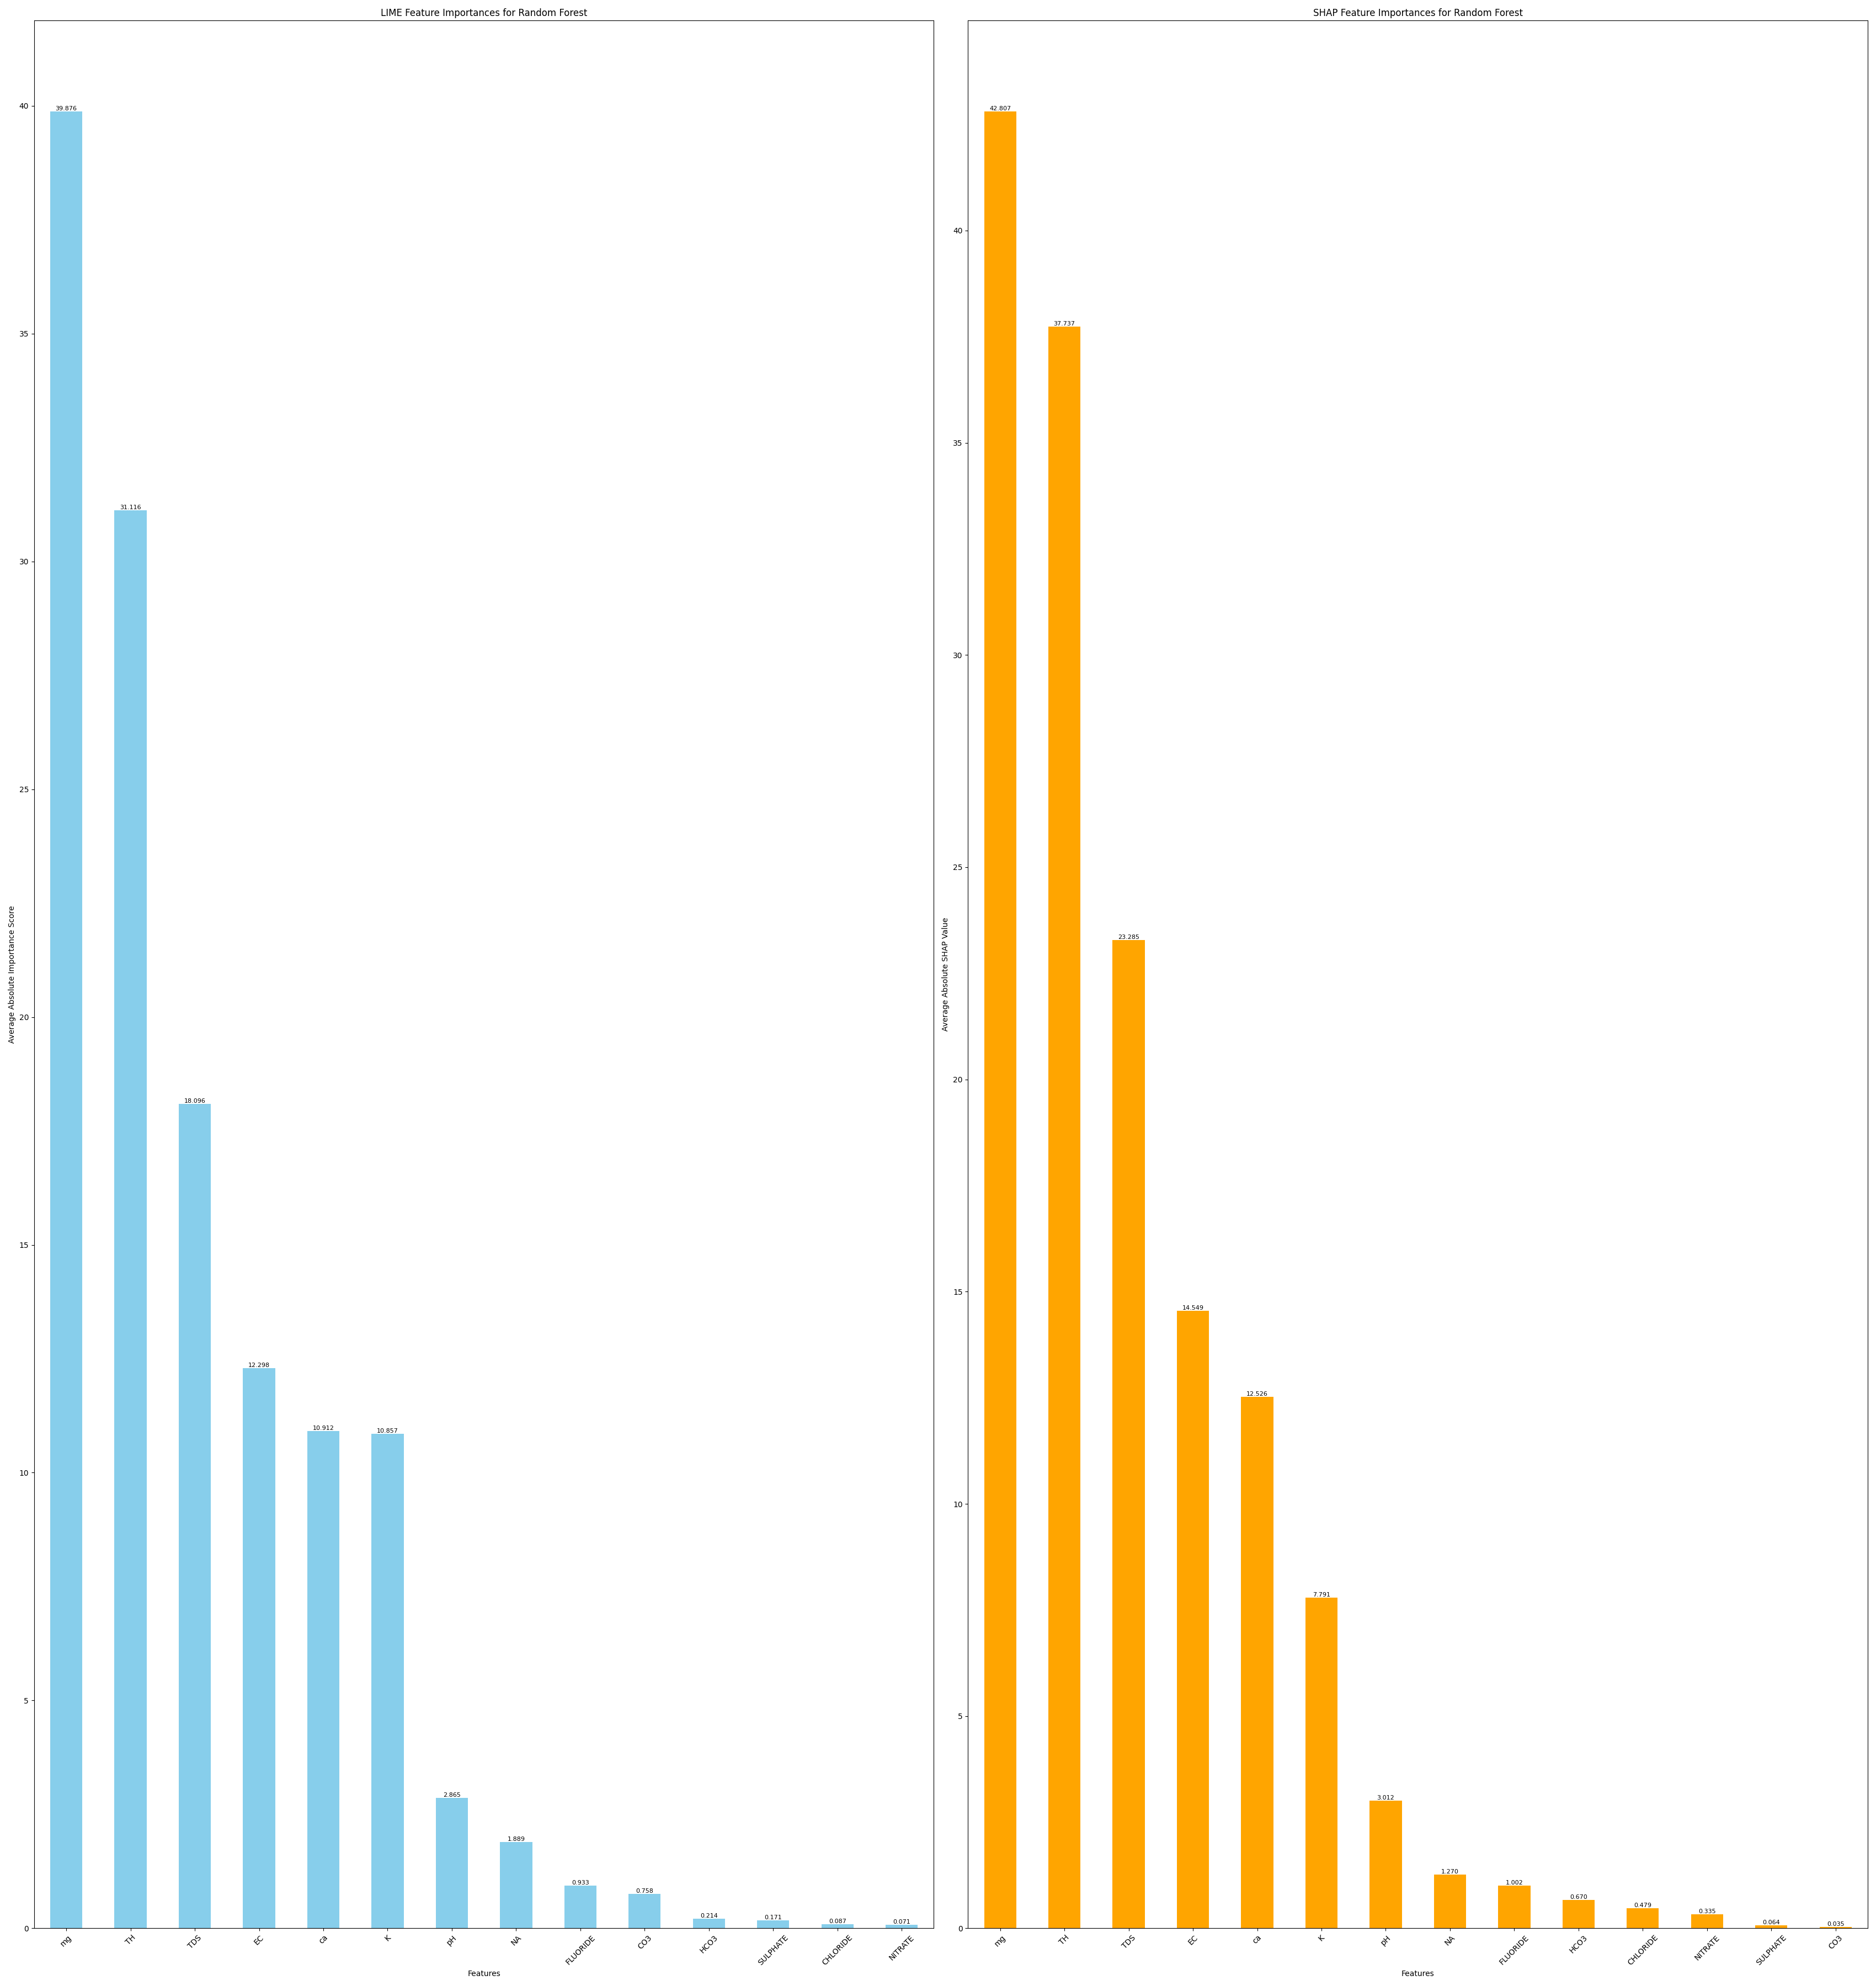 LIME Feature Importances for Random Forest
Average Absolute Importance Score
40
35
30
25
20
15
10
5
0
39.876
31.116
18.096
12.298
10.912
10.857
2.865
1.889
0.933
0.758
0.214
0.171
0.087
0.071
mg
TH
TDS
EC
ca
K
pH
NA
FLUORIDE
CO3
HCO3
SULPHATE
CHLORIDE
NITRATE
Features
SHAP Feature Importances for Random Forest
Average Absolute SHAP Value
40
35
30
25
20
15
10
5
0
42.807
37.737
23.285
14.549
12.526
7.791
3.012
1.270
1.002
0.670
0.479
0.335
0.064
0.035
mg
TH
TDS
EC
ca
K
pH
NA
FLUORIDE
HCO3
CHLORIDE
NITRATE
SULPHATE
CO3
Features